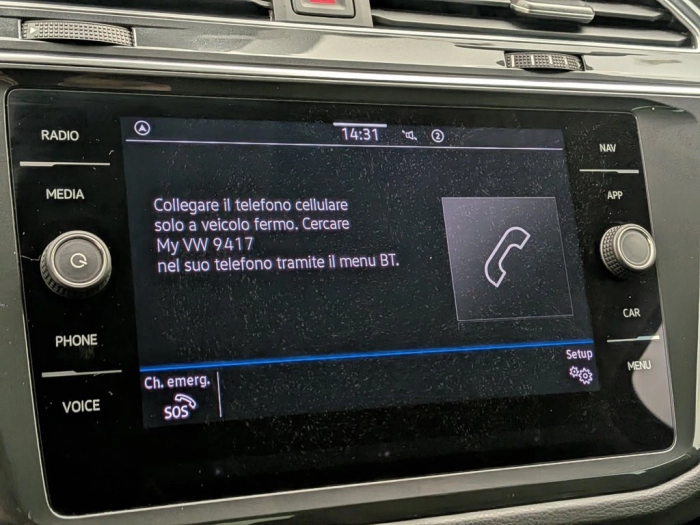 RADIO
14:31
2
NAV
MEDIA
APP
Collegare il telefono cellulare
solo a veicolo fermo. Cercare
My VW 9417
nel suo telefono tramite il menu BT.
PHONE
CAR
Setup
MENU
Ch. emerg.
VOICE
SOS